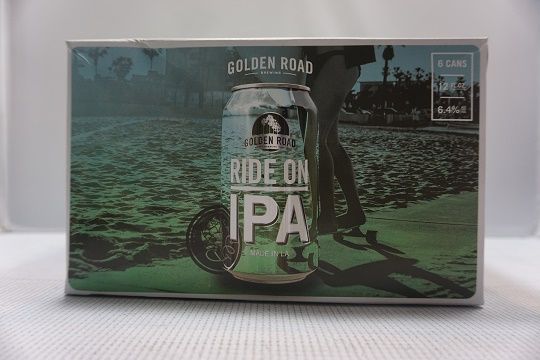 GOLDEN ROAD
BREWING
6 CANS
12 FL OZ
6.4%
GOLDEN ROAD
RIDE ON
IPA
MADE IN LA